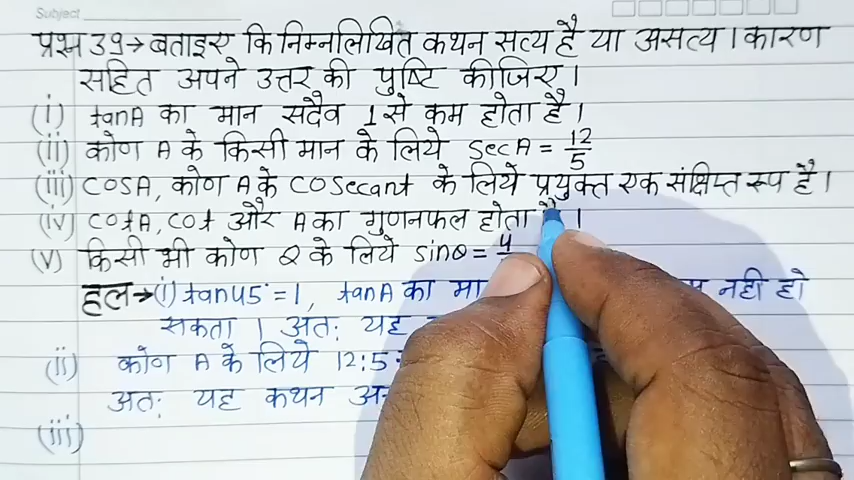 Subject
प्रश्न 39→ बताइए कि निम्नलिखित कथन सत्य है या असत्य । कारण
सहित अपने उत्तर की पुष्टि कीजिए ।
(i) tanA का मान सदैव 1 से कम होता है ।
(ii) कोण A के किसी मान के लिये secA = 12/5
(iii) cosA, कोण A के cosecant के लिये प्रयुक्त एक संक्षिप्त रूप है ।
(iv) cotA, cot और A का गुणनफल होता है ।
(v) किसी भी कोण θ के लिये sinθ = 4
हल→ (i) tan45° = 1, tanA का मा नही हो
सकता । अतः यह
(ii) कोण A के लिये 12:5
अतः यह कथन अ
(iii)